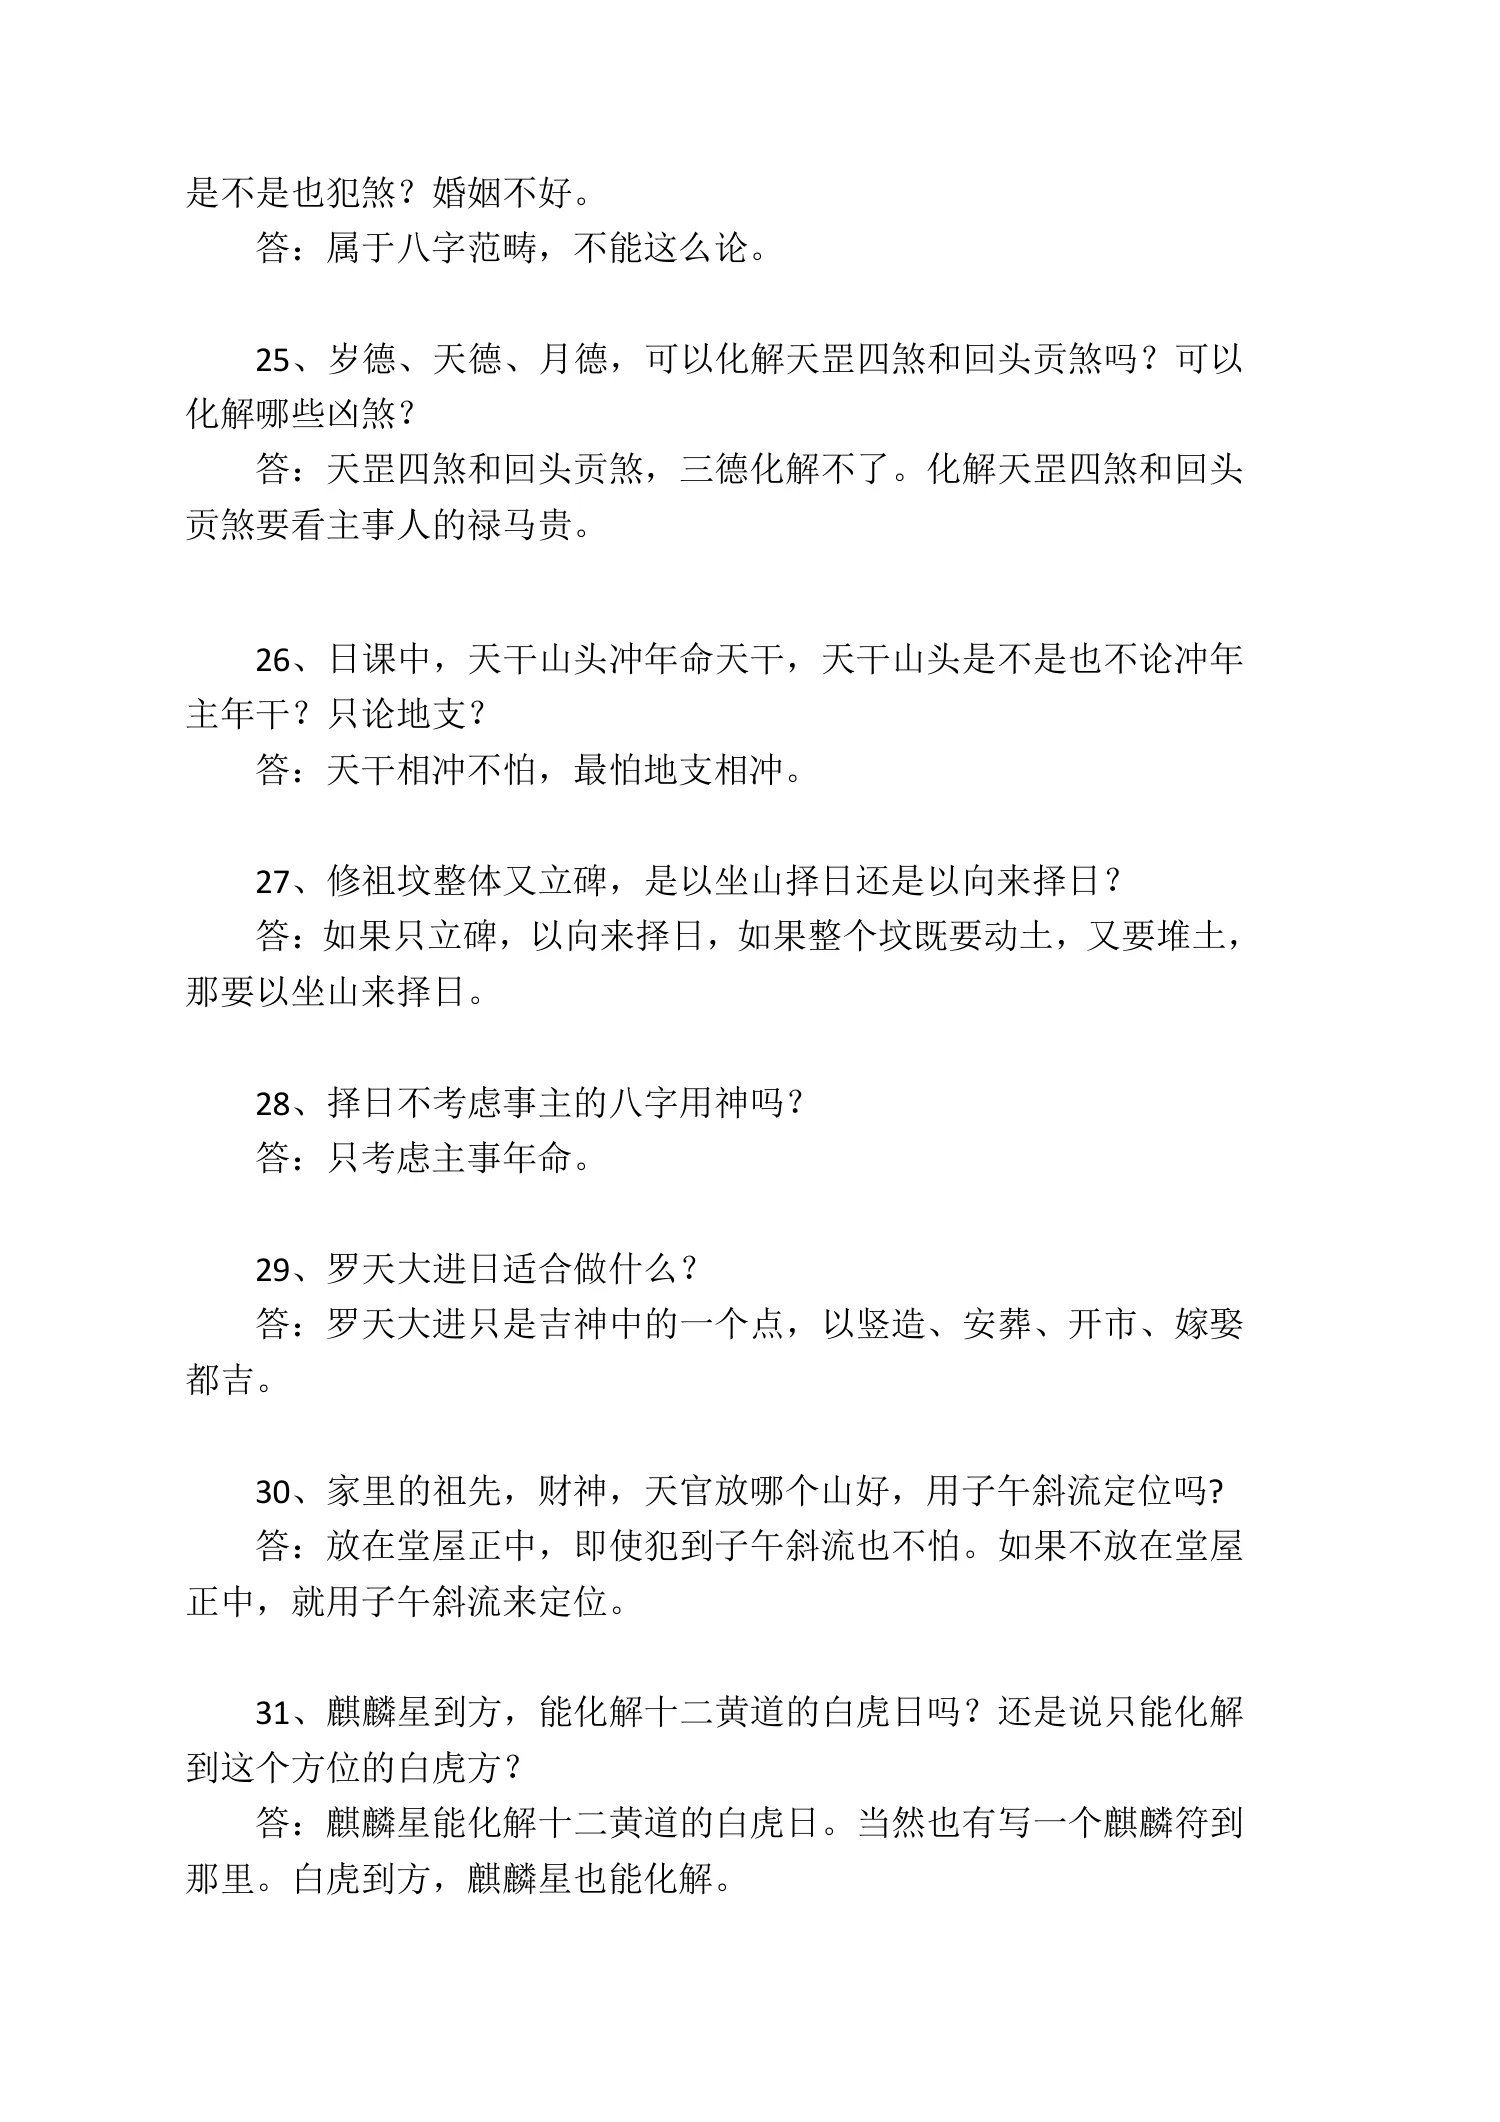 是不是也犯煞？婚姻不好。
答：属于八字范畴，不能这么论。
25、岁德、天德、月德，可以化解天罡四煞和回头贡煞吗？可以
化解哪些凶煞？
答：天罡四煞和回头贡煞，三德化解不了。化解天罡四煞和回头
贡煞要看主事人的禄马贵。
26、日课中，天干山头冲年命天干，天干山头是不是也不论冲年
主年干？只论地支？
答：天干相冲不怕，最怕地支相冲。
27、修祖坟整体又立碑，是以坐山择日还是以向来择日？
答：如果只立碑，以向来择日，如果整个坟既要动土，又要堆土，
那要以坐山来择日。
28、择日不考虑事主的八字用神吗？
答：只考虑主事年命。
29、罗天大进日适合做什么？
答：罗天大进只是吉神中的一个点，以竖造、安葬、开市、嫁娶
都吉。
30、家里的祖先，财神，天官放哪个山好，用子午斜流定位吗?
答：放在堂屋正中，即使犯到子午斜流也不怕。如果不放在堂屋
正中，就用子午斜流来定位。
31、麒麟星到方，能化解十二黄道的白虎日吗？还是说只能化解
到这个方位的白虎方？
答：麒麟星能化解十二黄道的白虎日。当然也有写一个麒麟符到
那里。白虎到方，麒麟星也能化解。